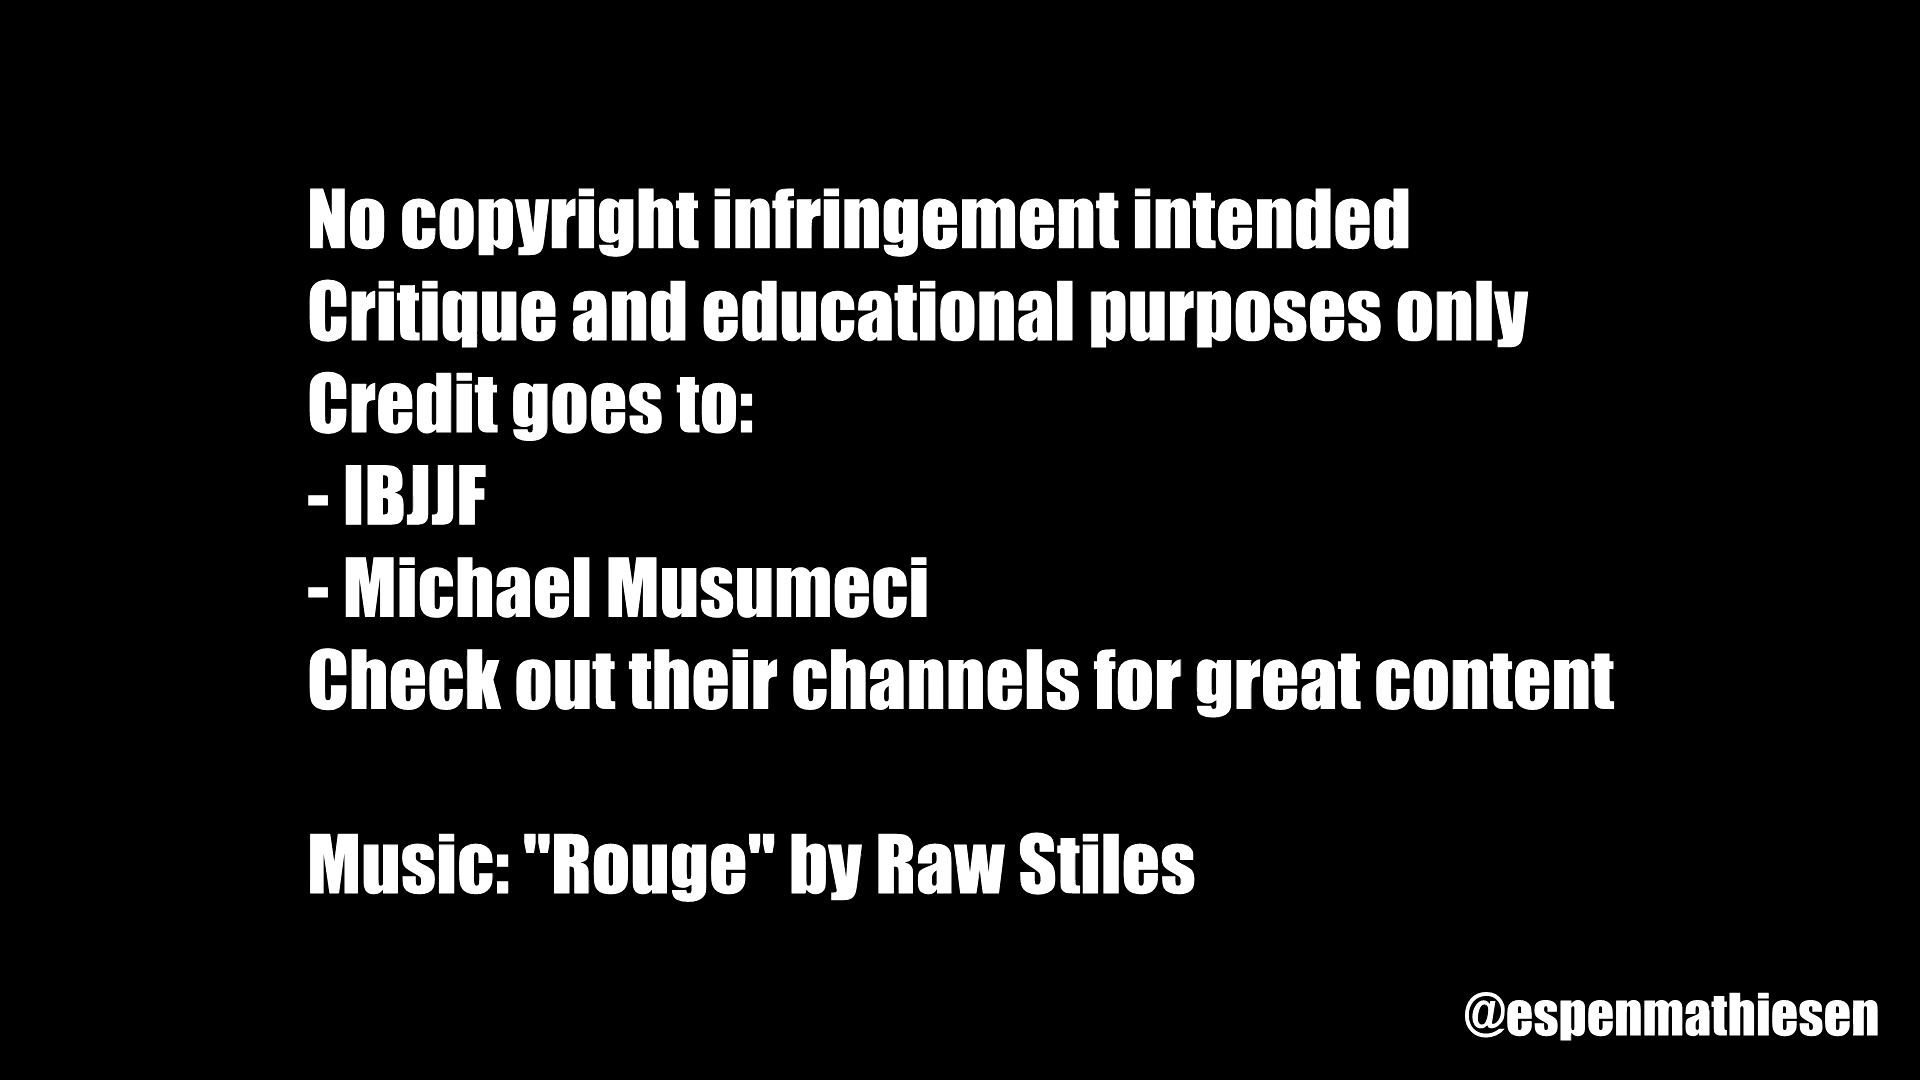 No copyright infringement intended
Critique and educational purposes only
Credit goes to:
- IBJJF
- Michael Musumeci
Check out their channels for great content
Music: "Rouge" by Raw Stiles
@espenmathiesen